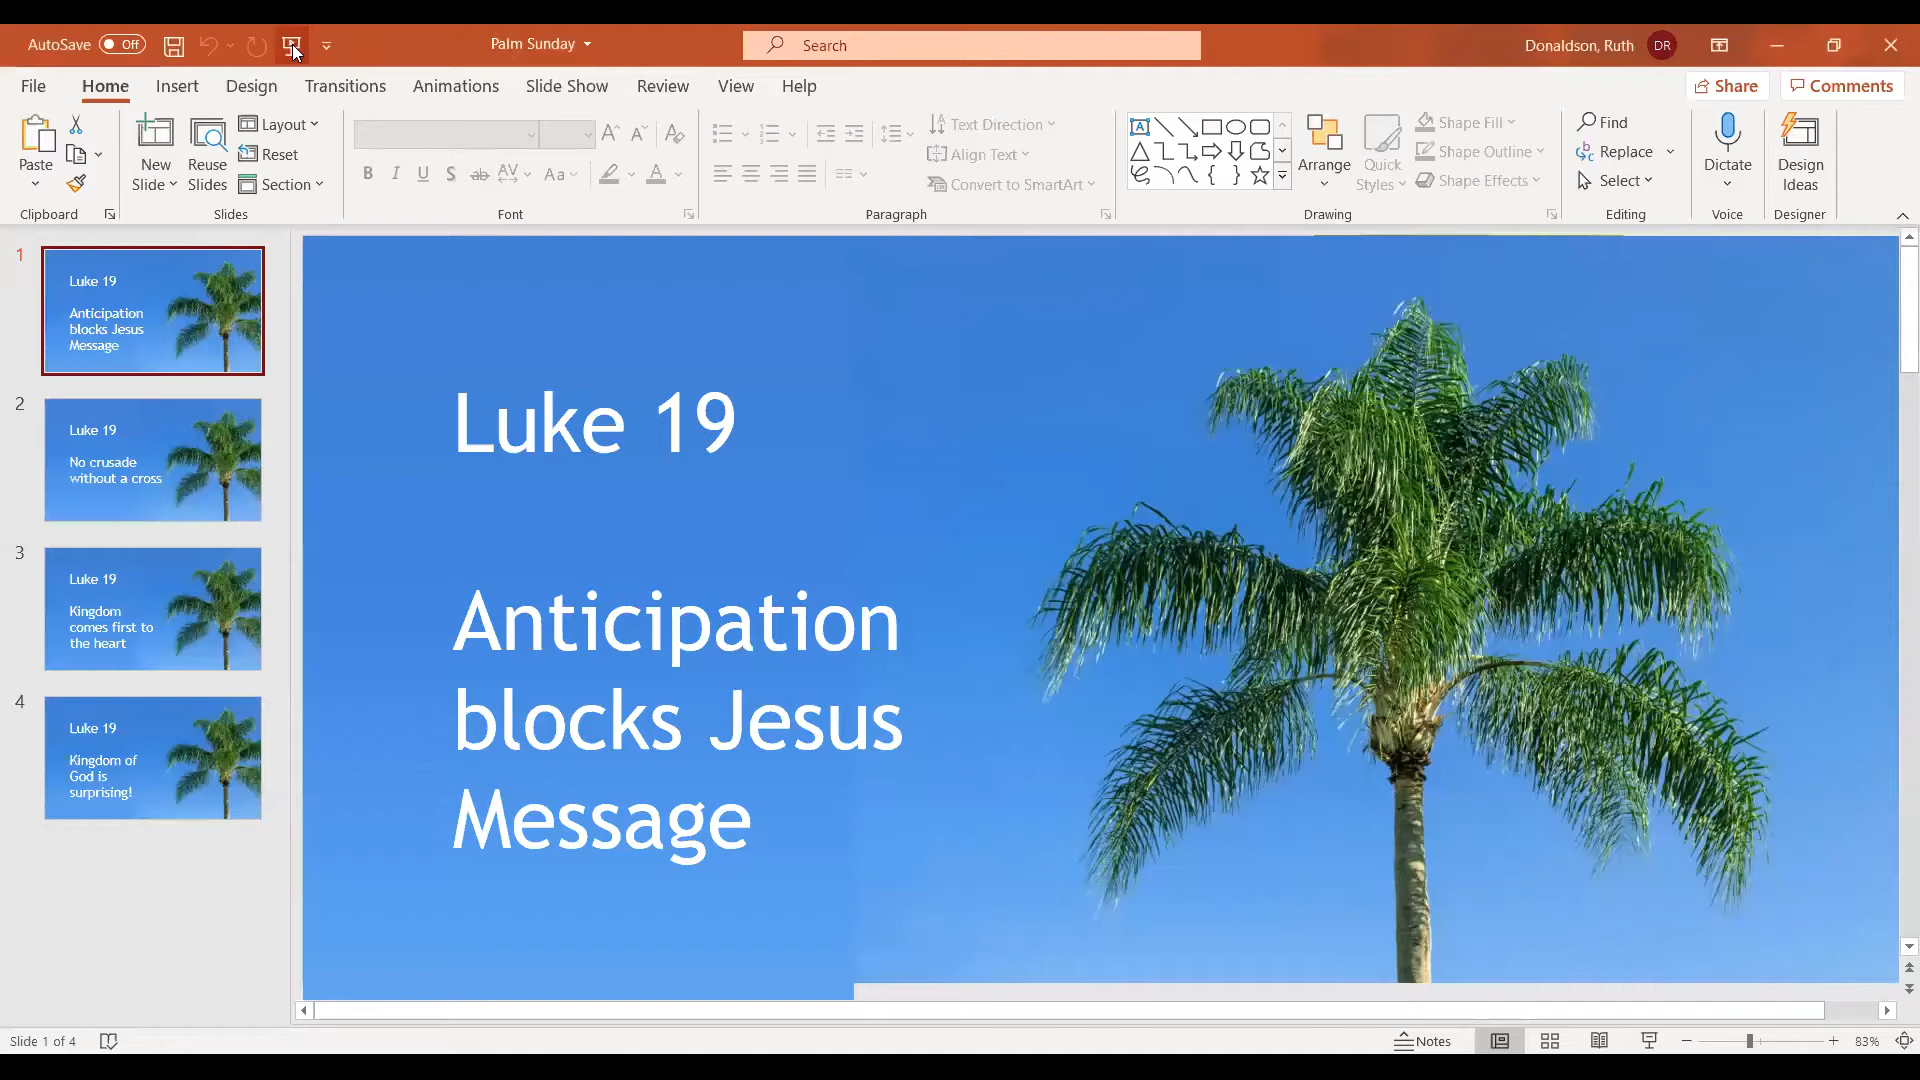 AutoSave Off
Palm Sunday
Search
Donaldson, Ruth DR
File Home Insert Design Transitions Animations Slide Show Review View Help
Share Comments
Paste
Clipboard
New Slide
Reuse Slides
Layout
Reset
Section
Slides
B I U S ab AV Aa A
Font
Text Direction
Align Text
Convert to SmartArt
Paragraph
Arrange
Quick Styles
Shape Fill
Shape Outline
Shape Effects
Drawing
Find
Replace
Select
Editing
Dictate
Voice
Design Ideas
Designer
1
Luke 19
Anticipation
blocks Jesus
Message
2
Luke 19
No crusade
without a cross
3
Luke 19
Kingdom
comes first to
the heart
4
Luke 19
Kingdom of
God is
surprising!
Luke 19
Anticipation
blocks Jesus
Message
Slide 1 of 4
Notes
83%